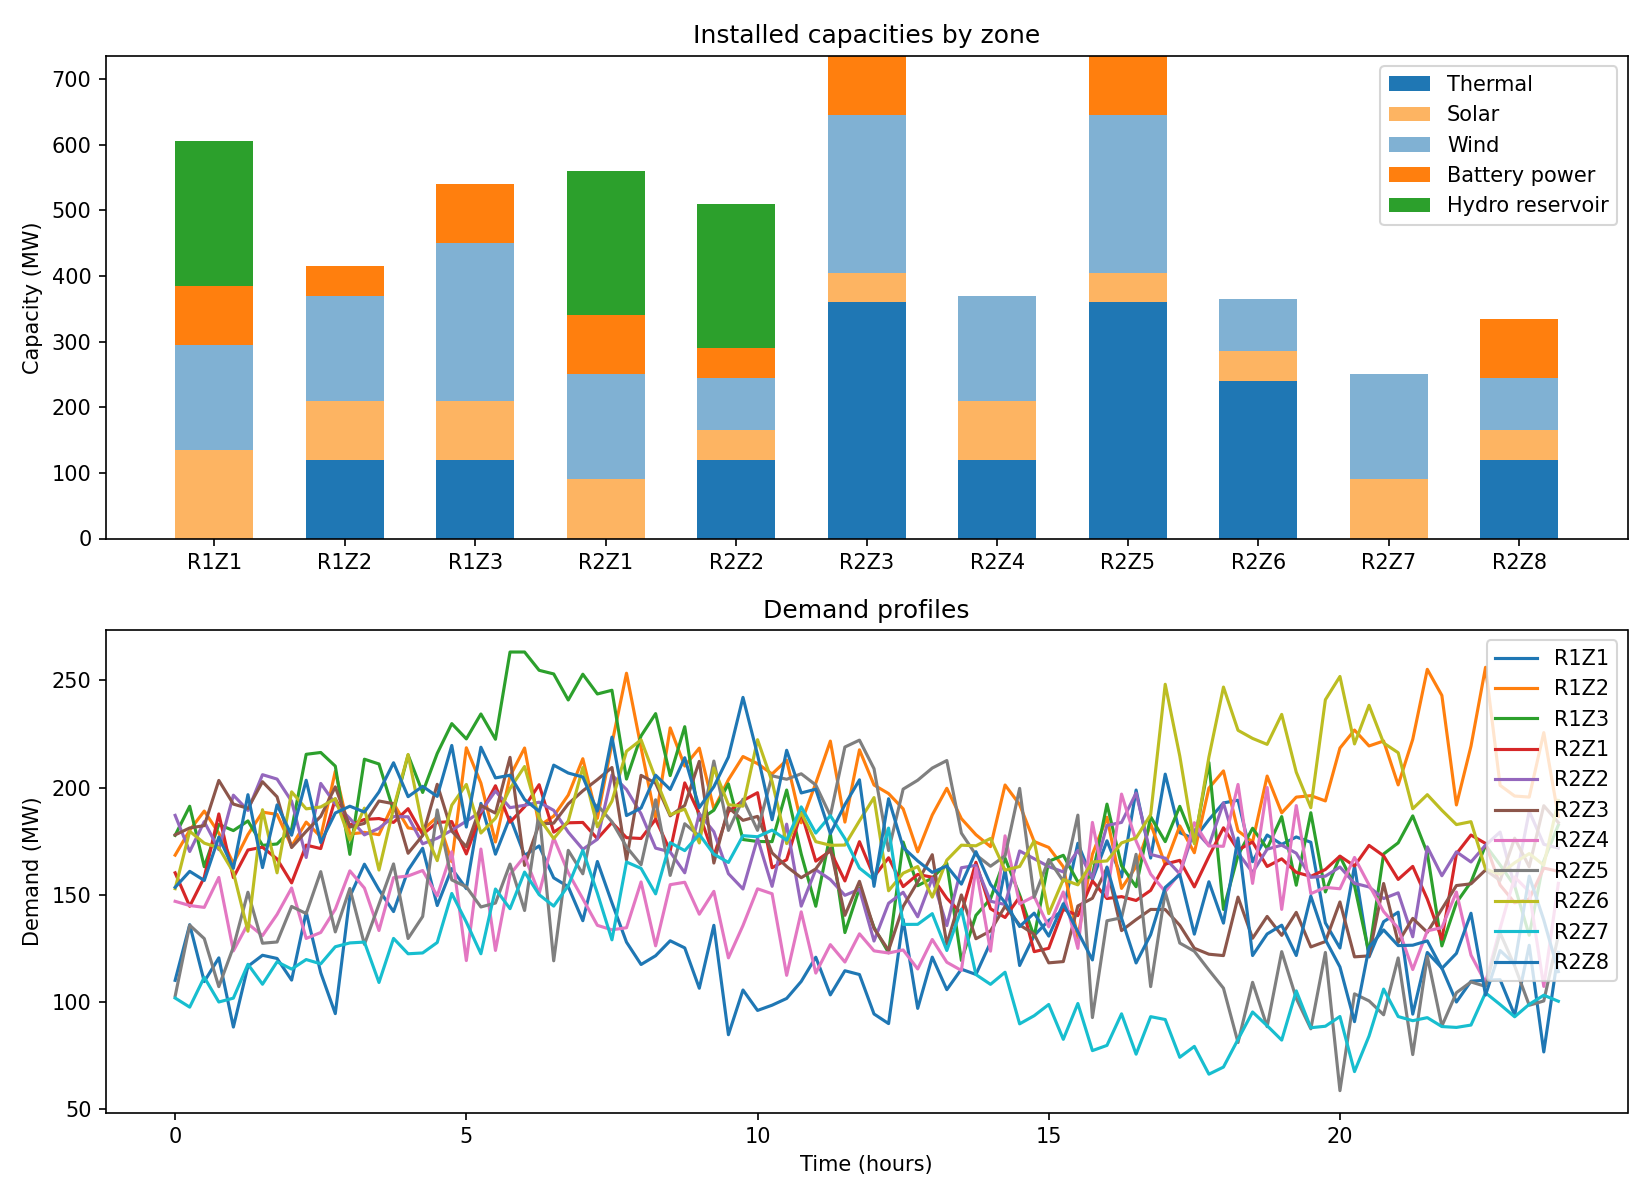 Installed capacities by zone
Capacity (MW)
700
600
500
400
300
200
100
0
Thermal
Solar
Wind
Battery power
Hydro reservoir
R1Z1 R1Z2 R1Z3 R2Z1 R2Z2 R2Z3 R2Z4 R2Z5 R2Z6 R2Z7 R2Z8
Demand profiles
Demand (MW)
250
200
150
100
50
R1Z1
R1Z2
R1Z3
R2Z1
R2Z2
R2Z3
R2Z4
R2Z5
R2Z6
R2Z7
R2Z8
0 5 10 15 20
Time (hours)